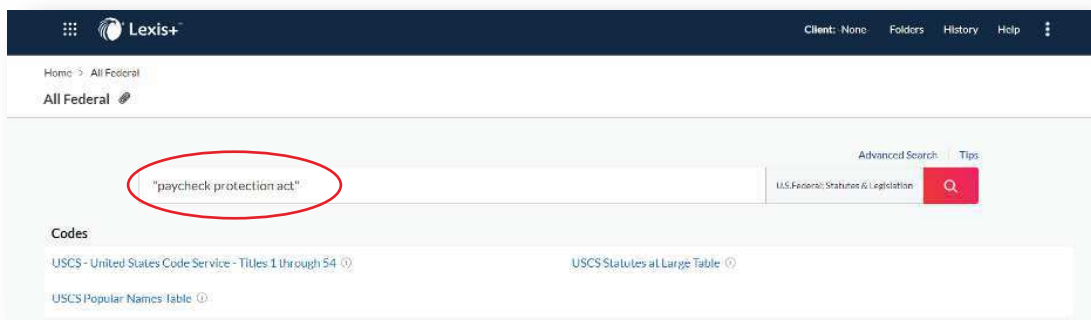 Lexis+
Client: None Folders History Help
Home > All Federal
All Federal
Advanced Search Tips
"paycheck protection act"
U.S.Federal: Statutes & Legislation
Codes
USCS - United States Code Service - Titles 1 through 54
USCS Statutes at Large Table
USCS Popular Names Table